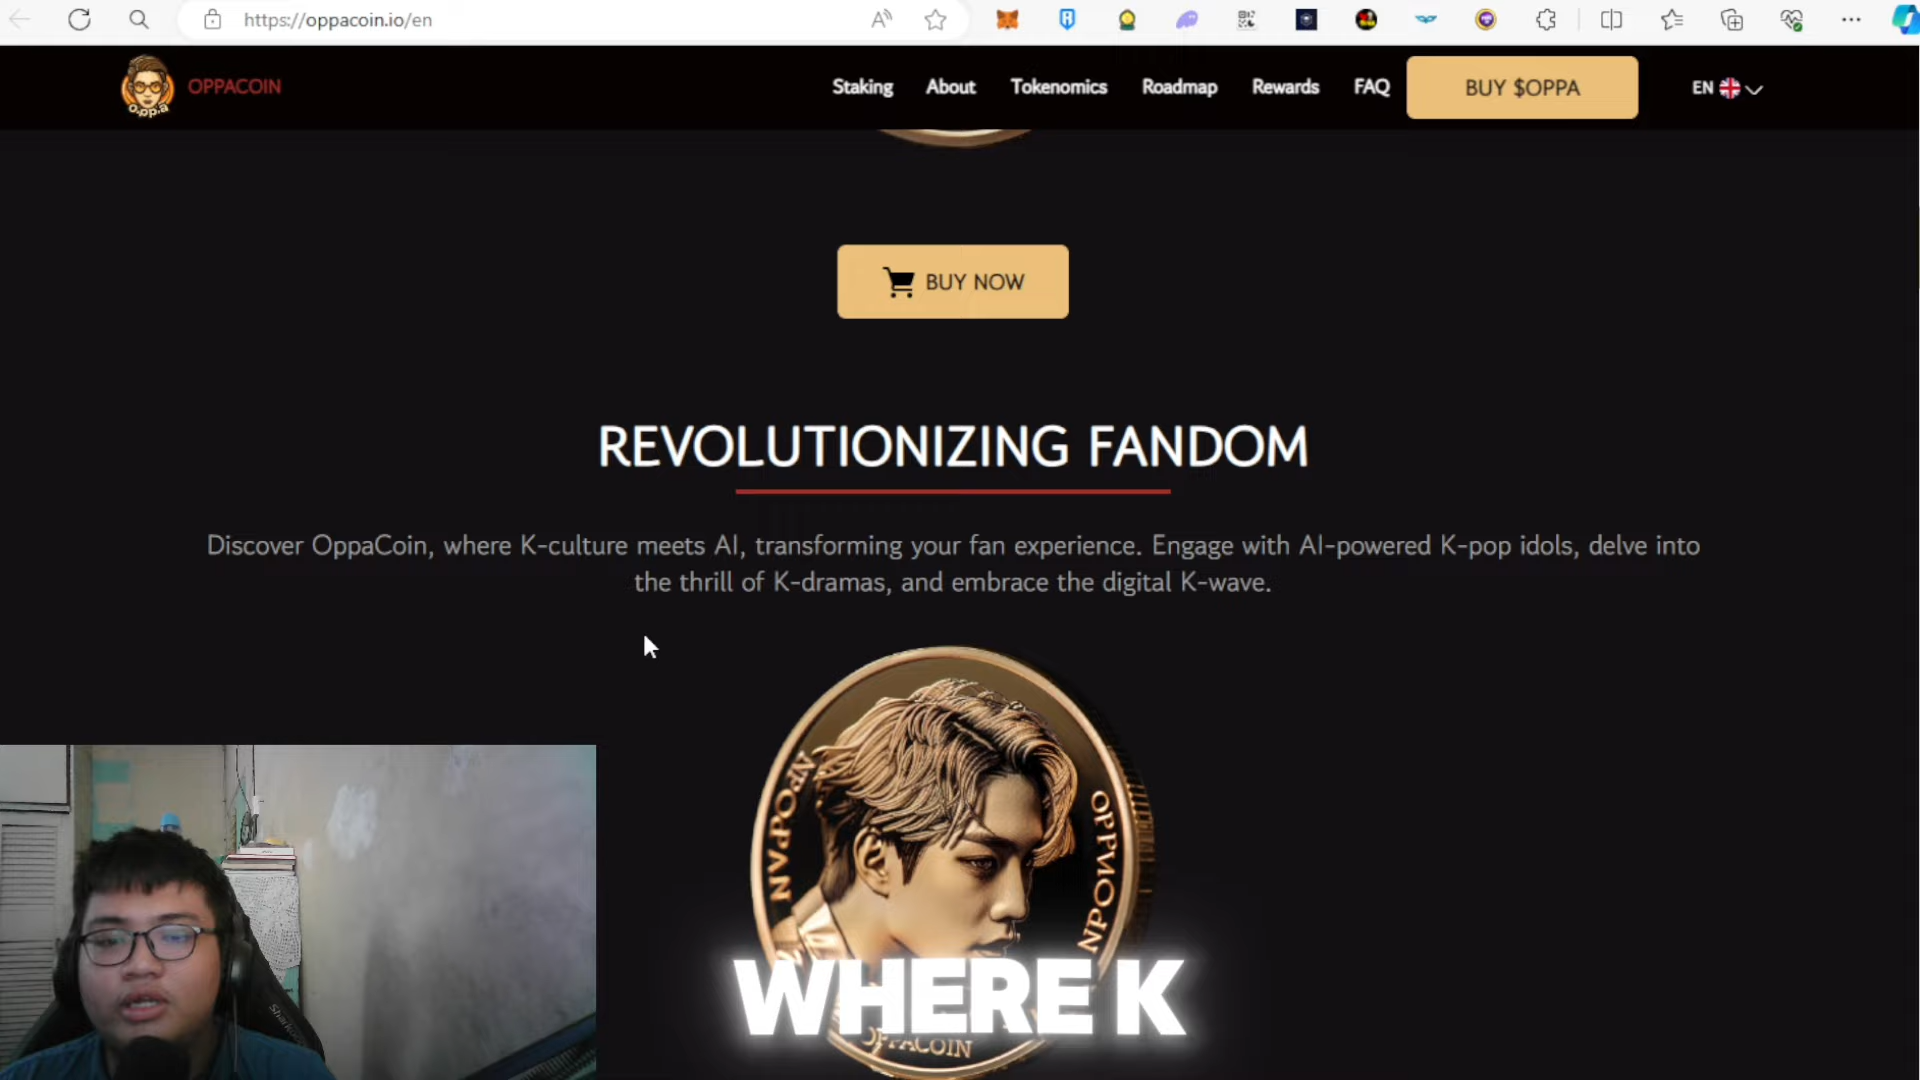 https://oppacoin.io/en
o.pp.a
OPPACOIN
Staking
About
Tokenomics
Roadmap
Rewards
FAQ
BUY $OPPA
EN
BUY NOW
REVOLUTIONIZING FANDOM
Discover OppaCoin, where K-culture meets AI, transforming your fan experience. Engage with AI-powered K-pop idols, delve into
the thrill of K-dramas, and embrace the digital K-wave.
WHERE K